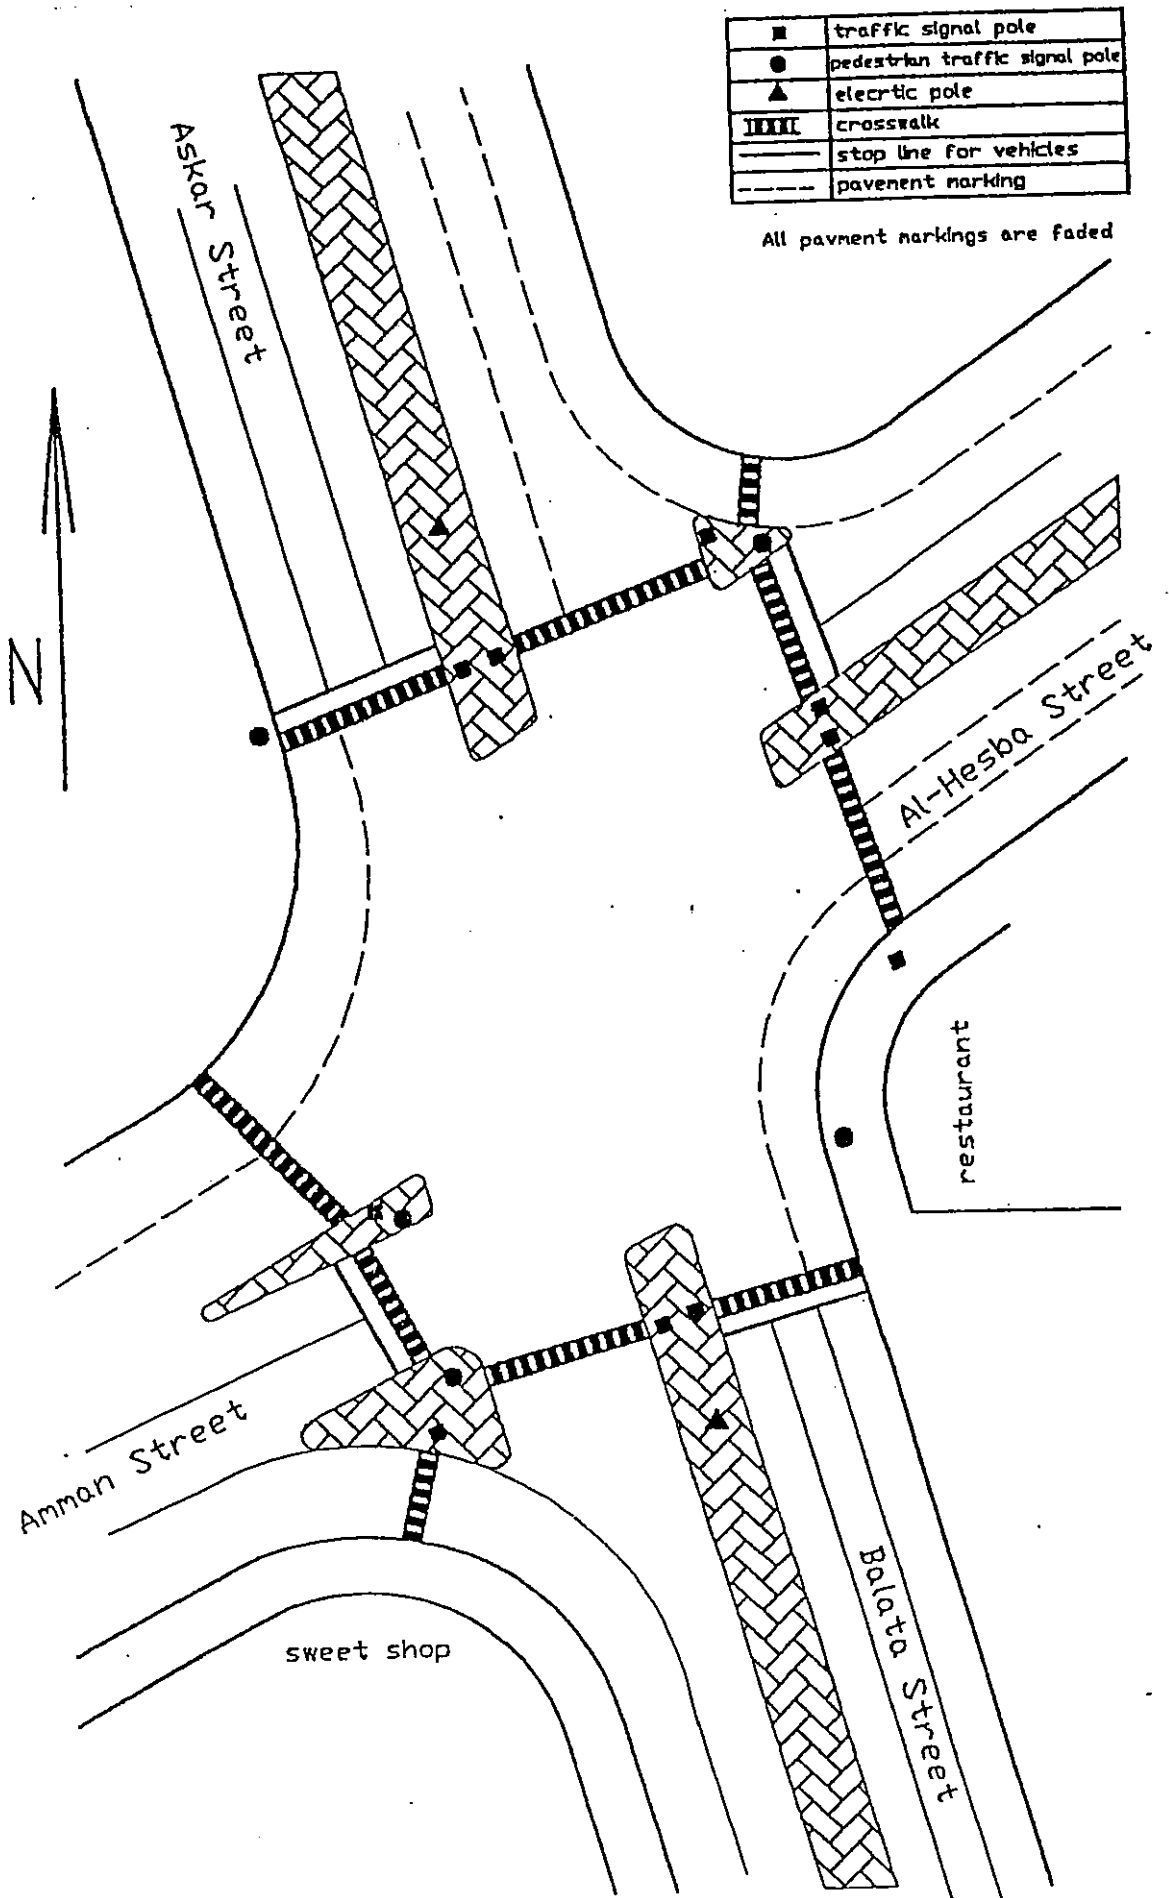 traffic signal pole
pedestrian traffic signal pole
elecrtic pole
crosswalk
stop line for vehicles
pavement marking
All pavment markings are faded
Askar Street
N
Al-Hesba Street
restaurant
Amman Street
sweet shop
Balata Street